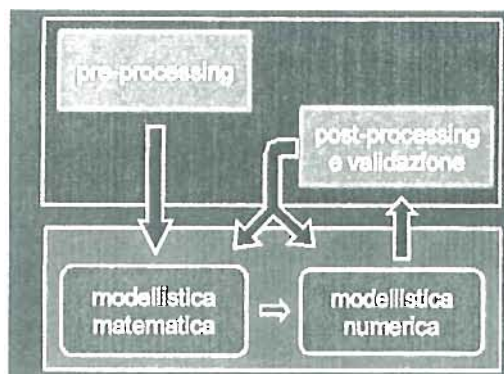 pre-processing
post-processing
e validazione
modellistica
matematica
modellistica
numerica